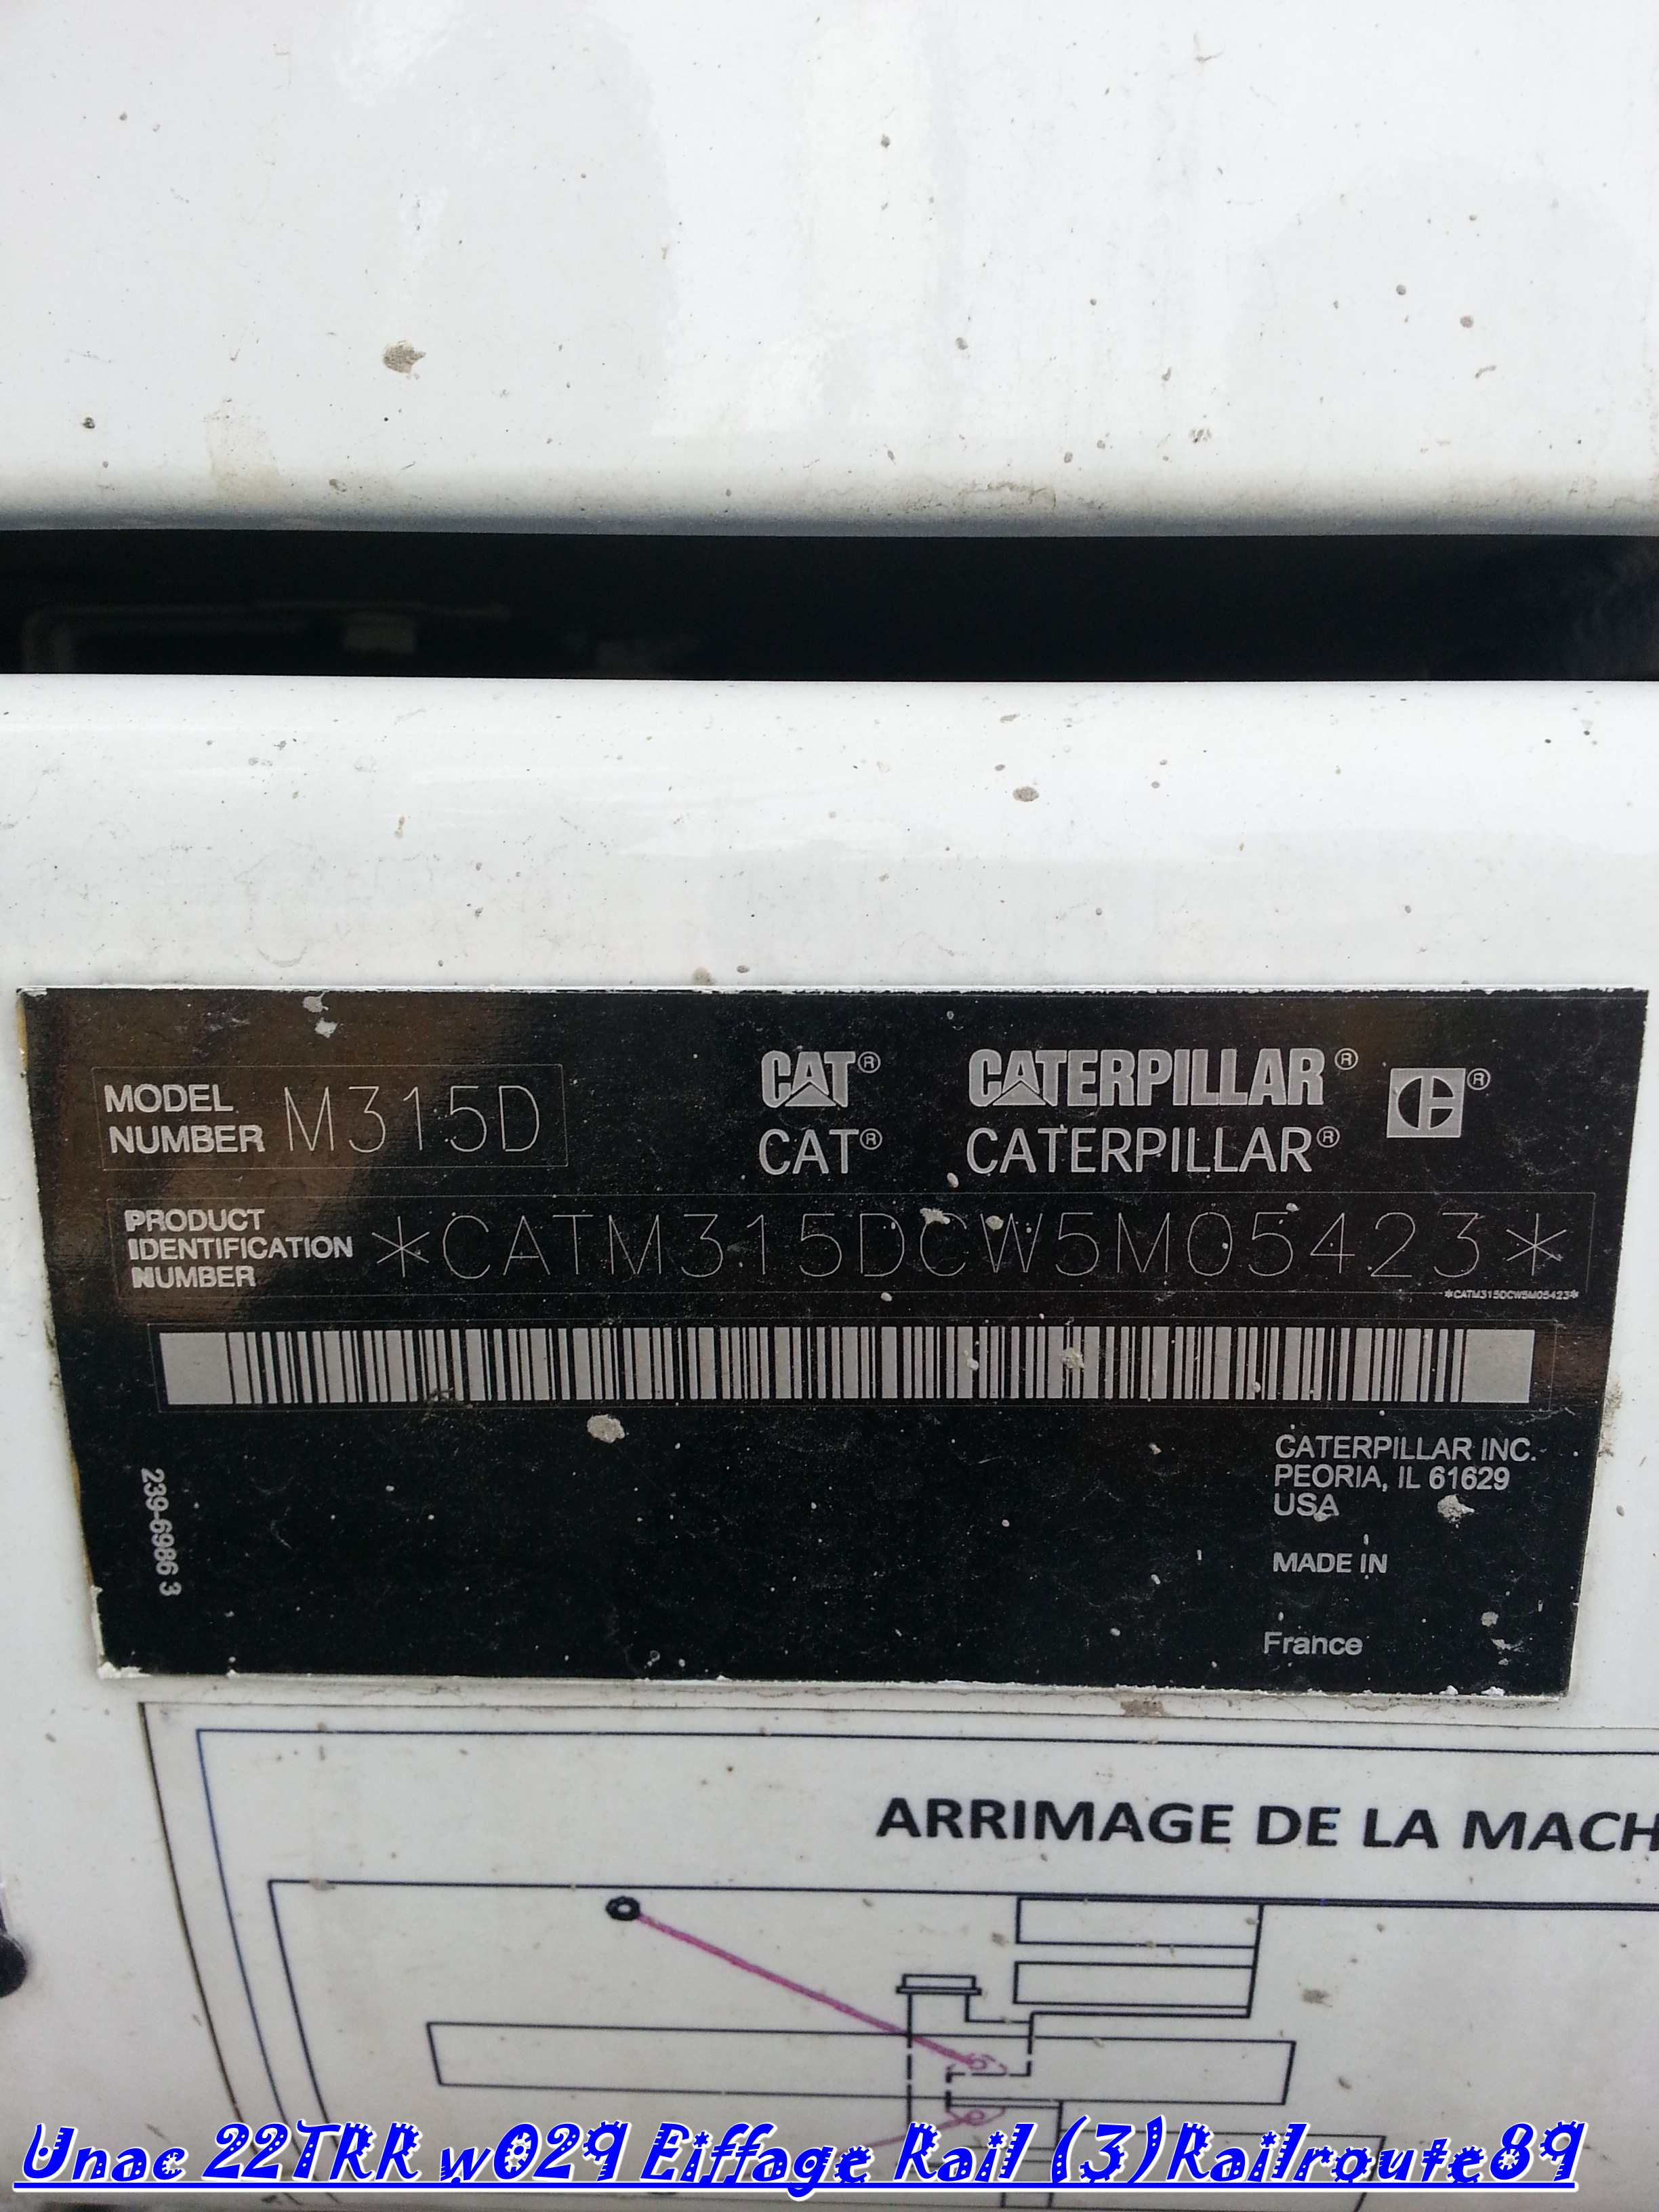 MODEL NUMBER M315D
CAT® CATERPILLAR® ®
CAT® CATERPILLAR®
PRODUCT IDENTIFICATION NUMBER *CATM315DCW5M05423*
*CATM315DCW5M05423*
CATERPILLAR INC.
PEORIA, IL 61629
USA
MADE IN
France
239-6986 3
ARRIMAGE DE LA MACH
Unac 22TRR w029 Eiffage Rail (3)Railroute89